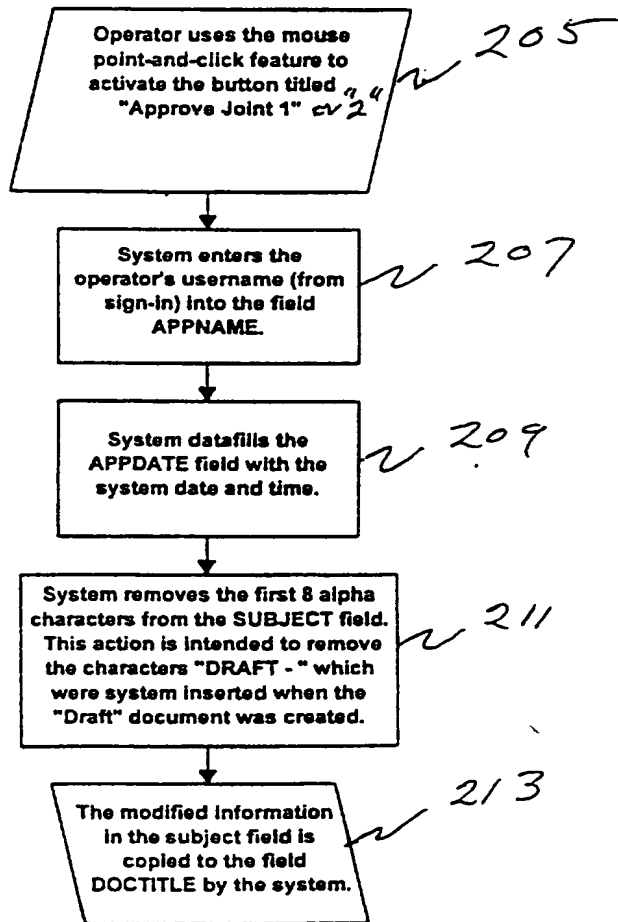 Operator uses the mouse
point-and-click feature to
activate the button titled
"Approve Joint 1" or "2"
205
System enters the
operator's username (from
sign-in) into the field
APPNAME.
207
System datafills the
APPDATE field with the
system date and time.
209
System removes the first 8 alpha
characters from the SUBJECT field.
This action is intended to remove
the characters "DRAFT - " which
were system inserted when the
"Draft" document was created.
211
The modified information
in the subject field is
copied to the field
DOCTITLE by the system.
213